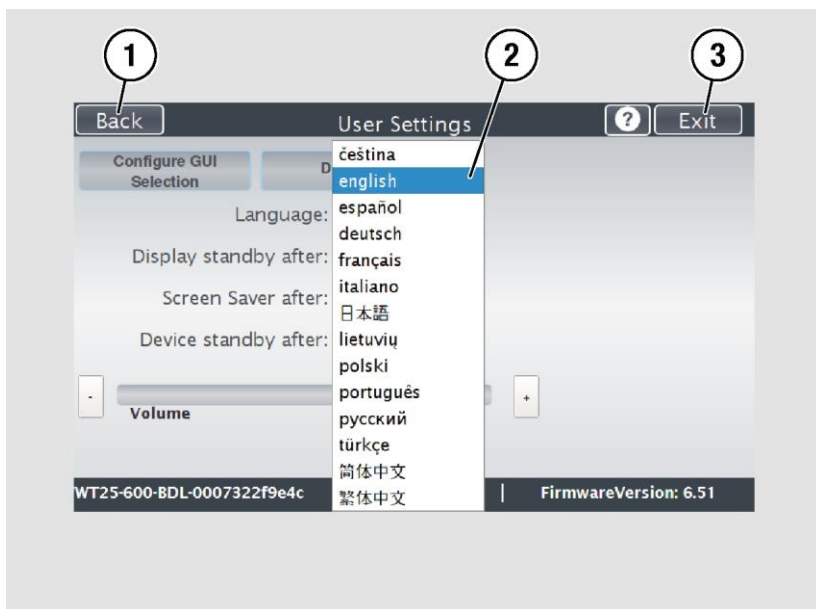 1
2
3
Back
User Settings
?
Exit
Configure GUI
Selection
D
čeština
english
español
deutsch
français
italiano
日本語
lietuvių
polski
português
русский
türkçe
简体中文
繁体中文
Language:
Display standby after:
Screen Saver after:
Device standby after:
-
+
Volume
WT25-600-BDL-0007322f9e4c
| FirmwareVersion: 6.51